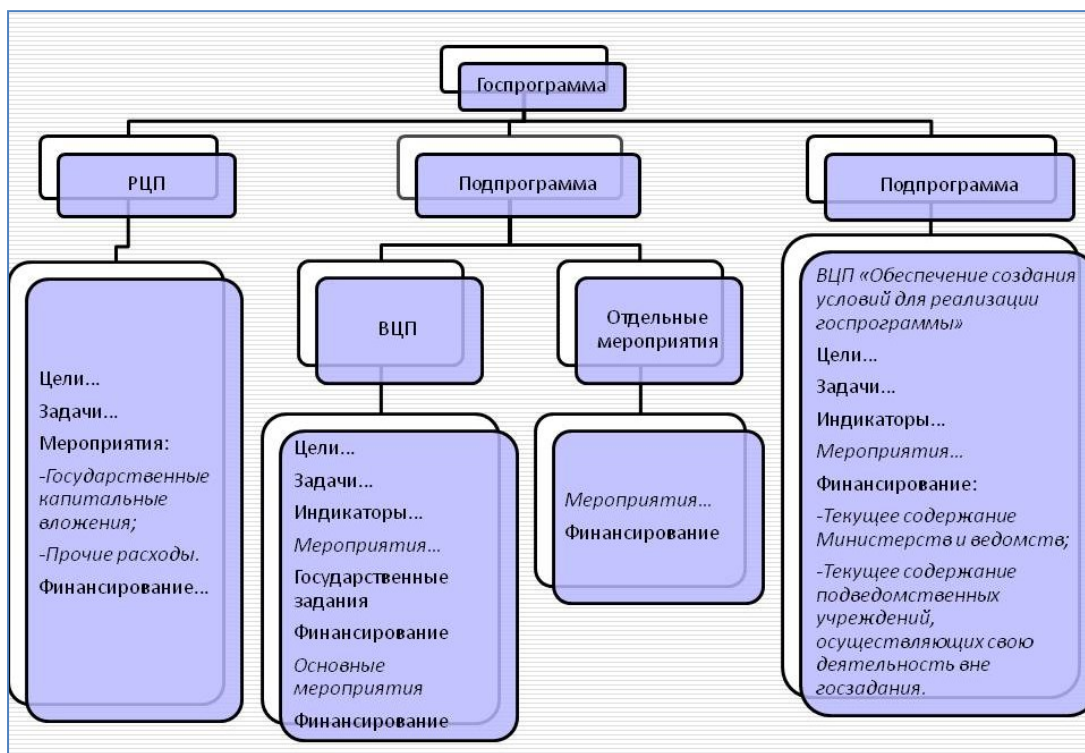 Госпрограмма
РЦП
Подпрограмма
Подпрограмма
Цели...
Задачи...
Мероприятия:
-Государственные
капитальные
вложения;
-Прочие расходы.
Финансирование...
ВЦП
Отдельные
мероприятия
Цели...
Задачи...
Индикаторы...
Мероприятия...
Государственные
задания
Финансирование
Основные
мероприятия
Финансирование
Мероприятия...
Финансирование
ВЦП «Обеспечение создания
условий для реализации
госпрограммы»
Цели...
Задачи...
Индикаторы...
Мероприятия...
Финансирование:
-Текущее содержание
Министерств и ведомств;
-Текущее содержание
подведомственных
учреждений,
осуществляющих свою
деятельность вне
госзадания.